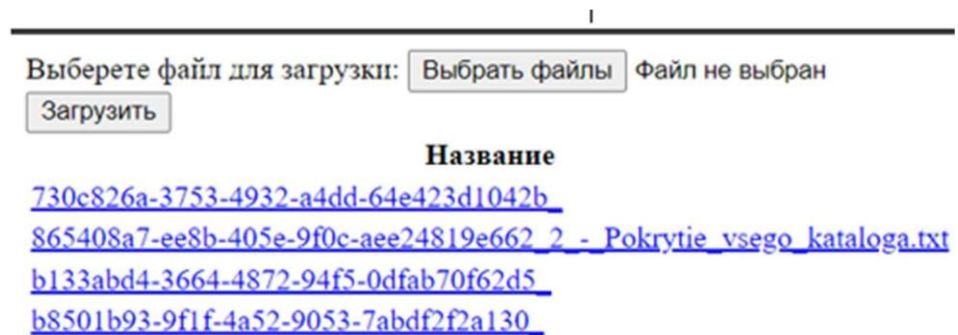 Выберете файл для загрузки: Выбрать файлы Файл не выбран
Загрузить
Название
730c826a-3753-4932-a4dd-64e423d1042b_
865408a7-ee8b-405e-9f0c-aee24819e662_2_-_Pokrytie_vsego_kataloga.txt
b133abd4-3664-4872-94f5-0dfab70f62d5_
b8501b93-9f1f-4a52-9053-7abdf2f2a130_